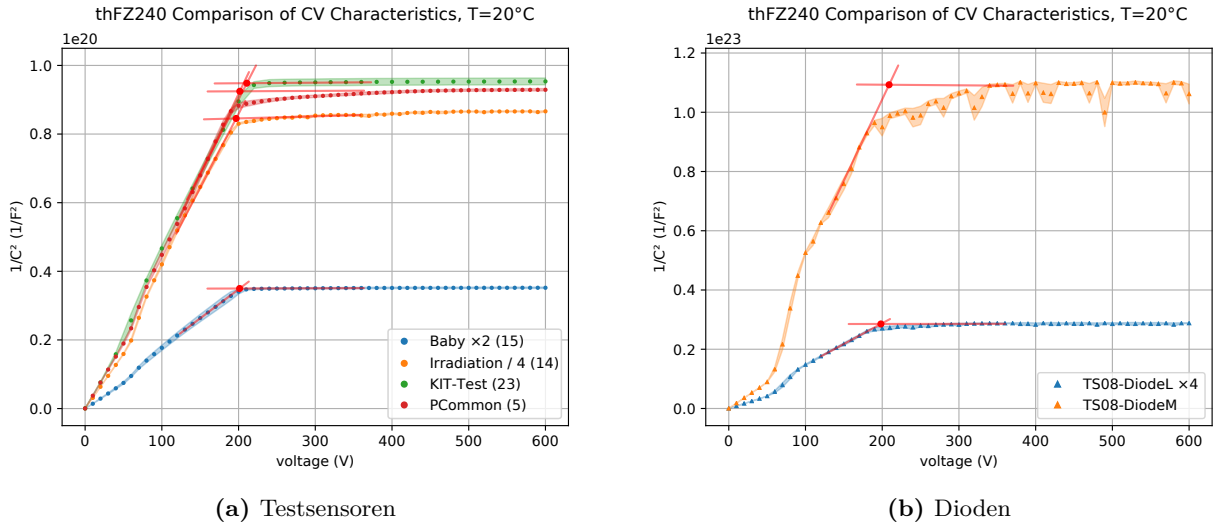 thFZ240 Comparison of CV Characteristics, T=20°C
1e20
1.0
0.8
0.6
0.4
0.2
0.0
1/C² (1/F²)
0
100
200
300
400
500
600
voltage (V)
Baby ×2 (15)
Irradiation / 4 (14)
KIT-Test (23)
PCommon (5)
(a) Testsensoren
thFZ240 Comparison of CV Characteristics, T=20°C
1e23
1.2
1.0
0.8
0.6
0.4
0.2
0.0
1/C² (1/F²)
0
100
200
300
400
500
600
voltage (V)
TS08-DiodeL ×4
TS08-DiodeM
(b) Dioden